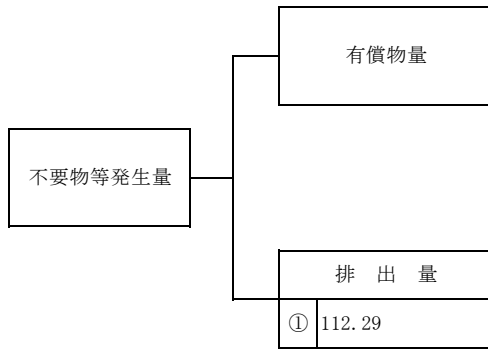 有償物量
不要物等発生量
排 出 量
① 112.29